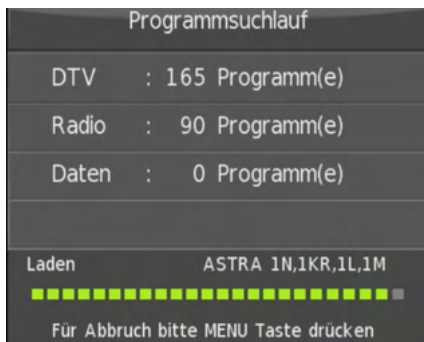 Programmsuchlauf
DTV : 165 Programm(e)
Radio : 90 Programm(e)
Daten : 0 Programm(e)
Laden ASTRA 1N,1KR,1L,1M
Für Abbruch bitte MENU Taste drücken